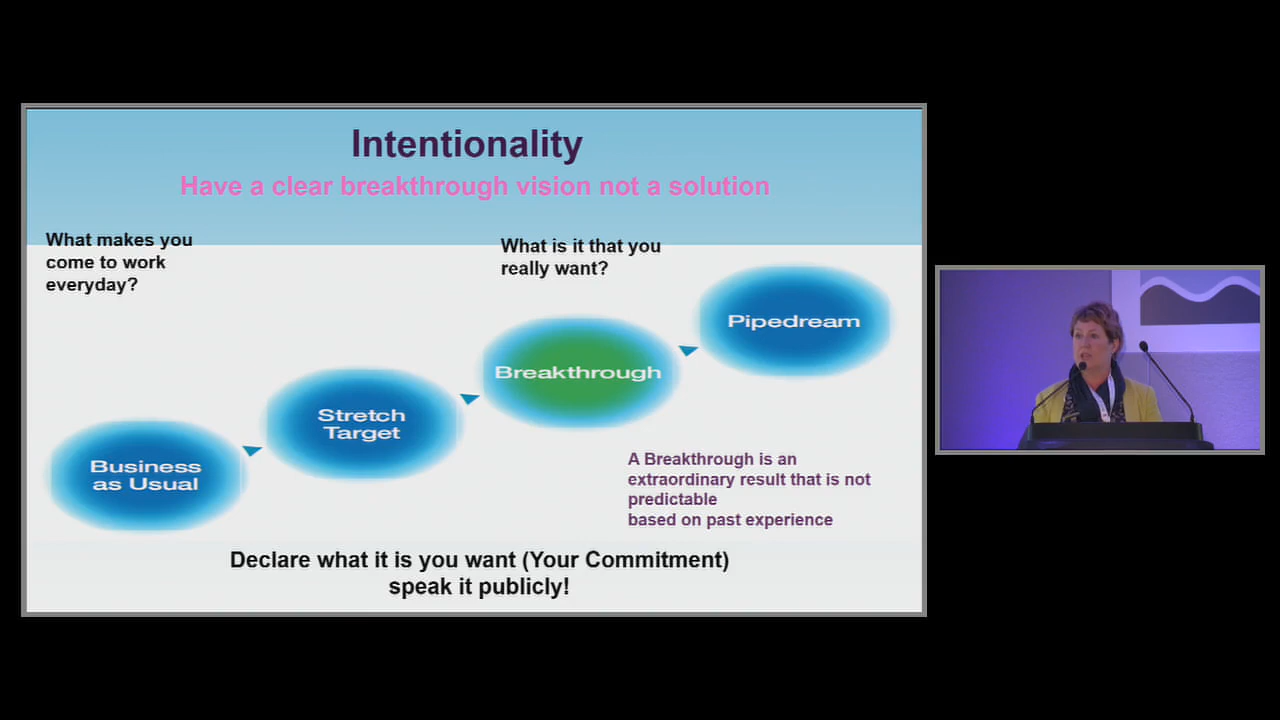 Intentionality
Have a clear breakthrough vision not a solution
What makes you
come to work
everyday?
What is it that you
really want?
Pipedream
Breakthrough
Stretch
Target
Business
as Usual
A Breakthrough is an
extraordinary result that is not
predictable
based on past experience
Declare what it is you want (Your Commitment)
speak it publicly!